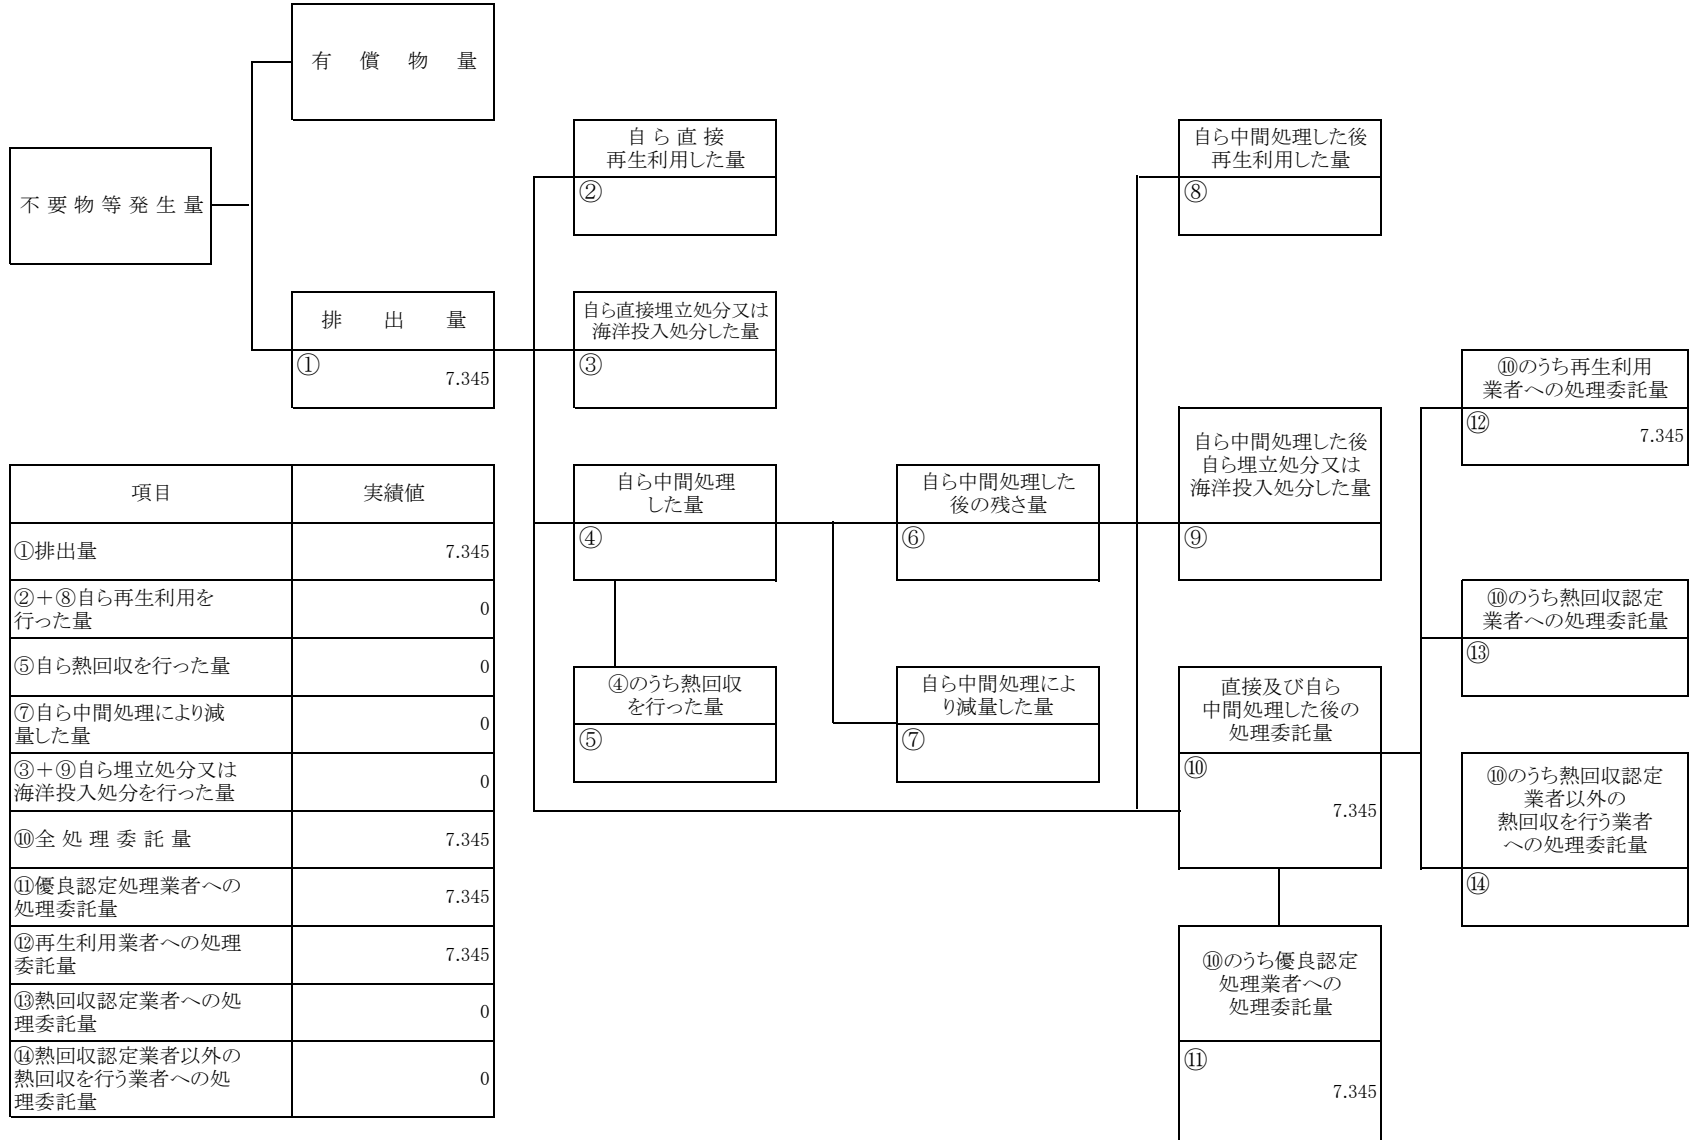 有償物量
自ら直接
再生利用した量
②
自ら中間処理した後
再生利用した量
⑧
不要物等発生量
排出量
①
7.345
自ら直接埋立処分又は
海洋投入処分した量
③
⑩のうち再生利用
業者への処理委託量
⑫
7.345
自ら中間処理した後
自ら埋立処分又は
海洋投入処分した量
⑨
自ら中間処理
した量
④
自ら中間処理した
後の残さ量
⑥
⑩のうち熱回収認定
業者への処理委託量
⑬
④のうち熱回収
を行った量
⑤
自ら中間処理によ
り減量した量
⑦
直接及び自ら
中間処理した後の
処理委託量
⑩
7.345
⑩のうち熱回収認定
業者以外の
熱回収を行う業者
への処理委託量
⑭
⑩のうち優良認定
処理業者への
処理委託量
⑪
7.345
項目 実績値
①排出量 7.345
②＋⑧自ら再生利用を
行った量 0
⑤自ら熱回収を行った量 0
⑦自ら中間処理により減
量した量 0
③＋⑨自ら埋立処分又は
海洋投入処分を行った量 0
⑩全処理委託量 7.345
⑪優良認定処理業者への
処理委託量 7.345
⑫再生利用業者への処理
委託量 7.345
⑬熱回収認定業者への処
理委託量 0
⑭熱回収認定業者以外の
熱回収を行う業者への処
理委託量 0